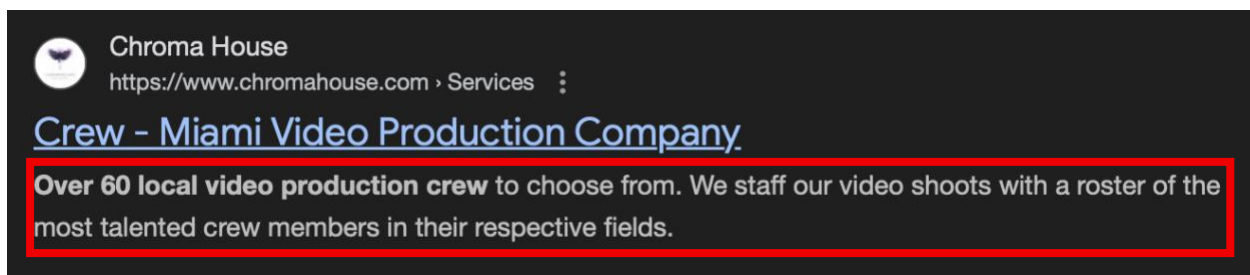 Chroma House
https://www.chromahouse.com › Services
Crew - Miami Video Production Company
Over 60 local video production crew to choose from. We staff our video shoots with a roster of the
most talented crew members in their respective fields.